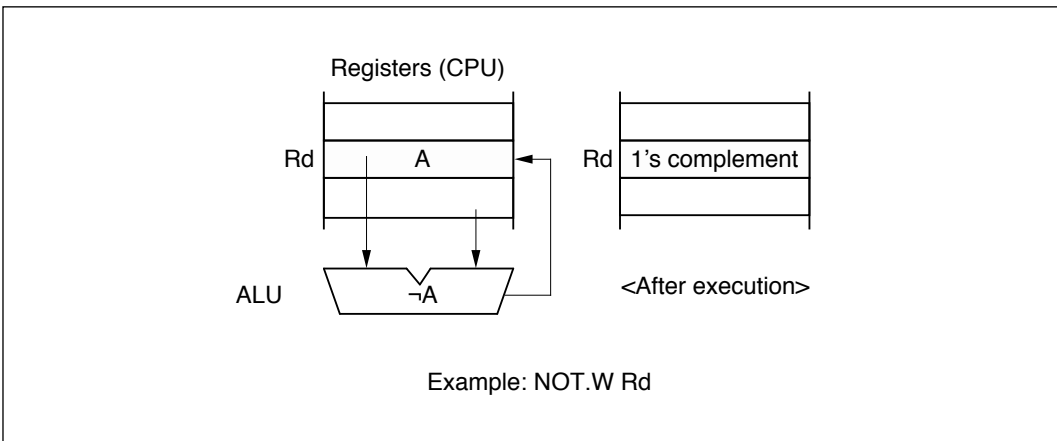 Registers (CPU)
Rd A Rd 1's complement
ALU ¬A <After execution>
Example: NOT.W Rd